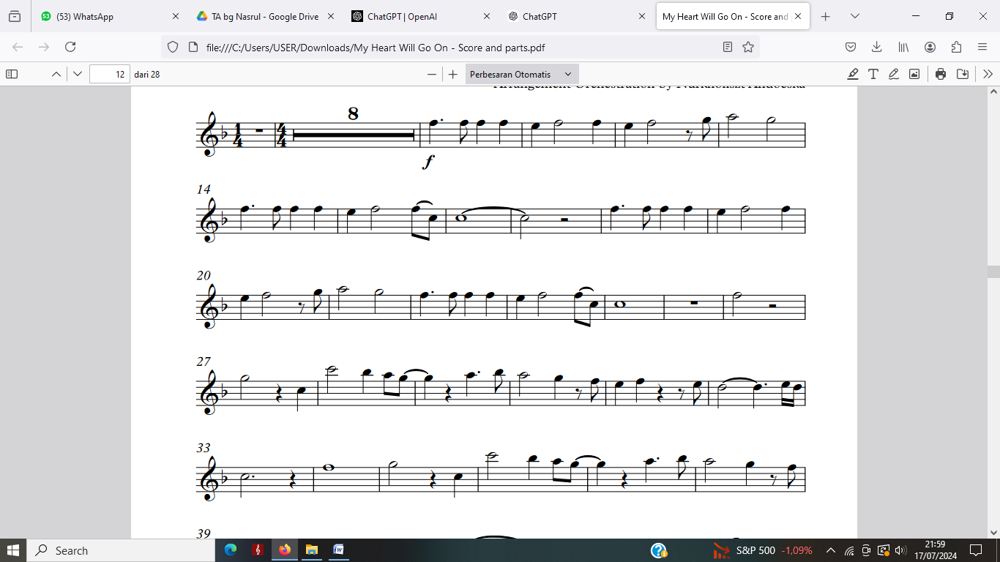 (53) WhatsApp
TA bg Nasrul - Google Drive
ChatGPT | OpenAI
ChatGPT
My Heart Will Go On - Score and
file:///C:/Users/USER/Downloads/My Heart Will Go On - Score and parts.pdf
12 dari 28
Perbesaran Otomatis
8
1
4
4
4
f
14
20
27
33
39
Search
S&P 500 -1,09%
21:59
17/07/2024